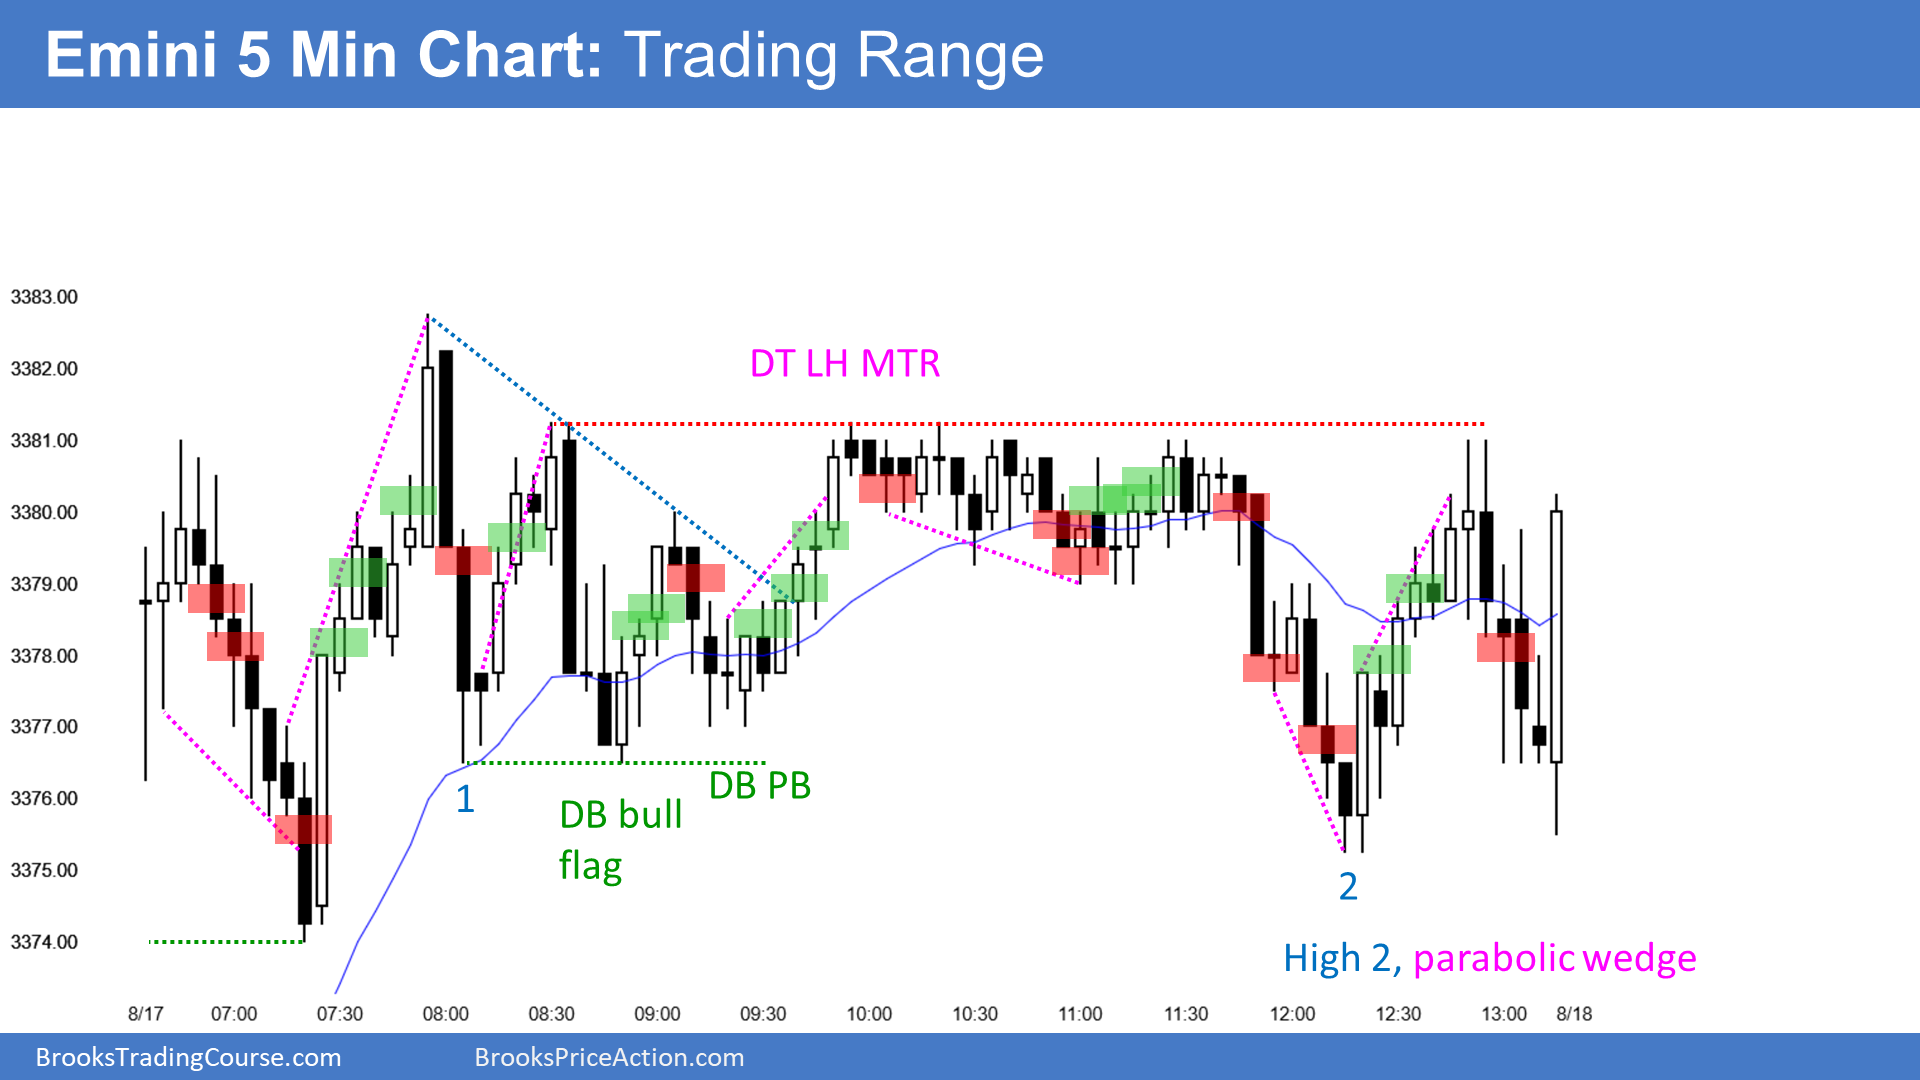 Emini 5 Min Chart: Trading Range
3383.00
3382.00
DT LH MTR
3381.00
3380.00
3379.00
3378.00
3377.00
3376.00
1
DB PB
DB bull
flag
3375.00
2
3374.00
High 2, parabolic wedge
8/17 07:00 07:30 08:00 08:30 09:00 09:30 10:00 10:30 11:00 11:30 12:00 12:30 13:00 8/18
BrooksTradingCourse.com BrooksPriceAction.com